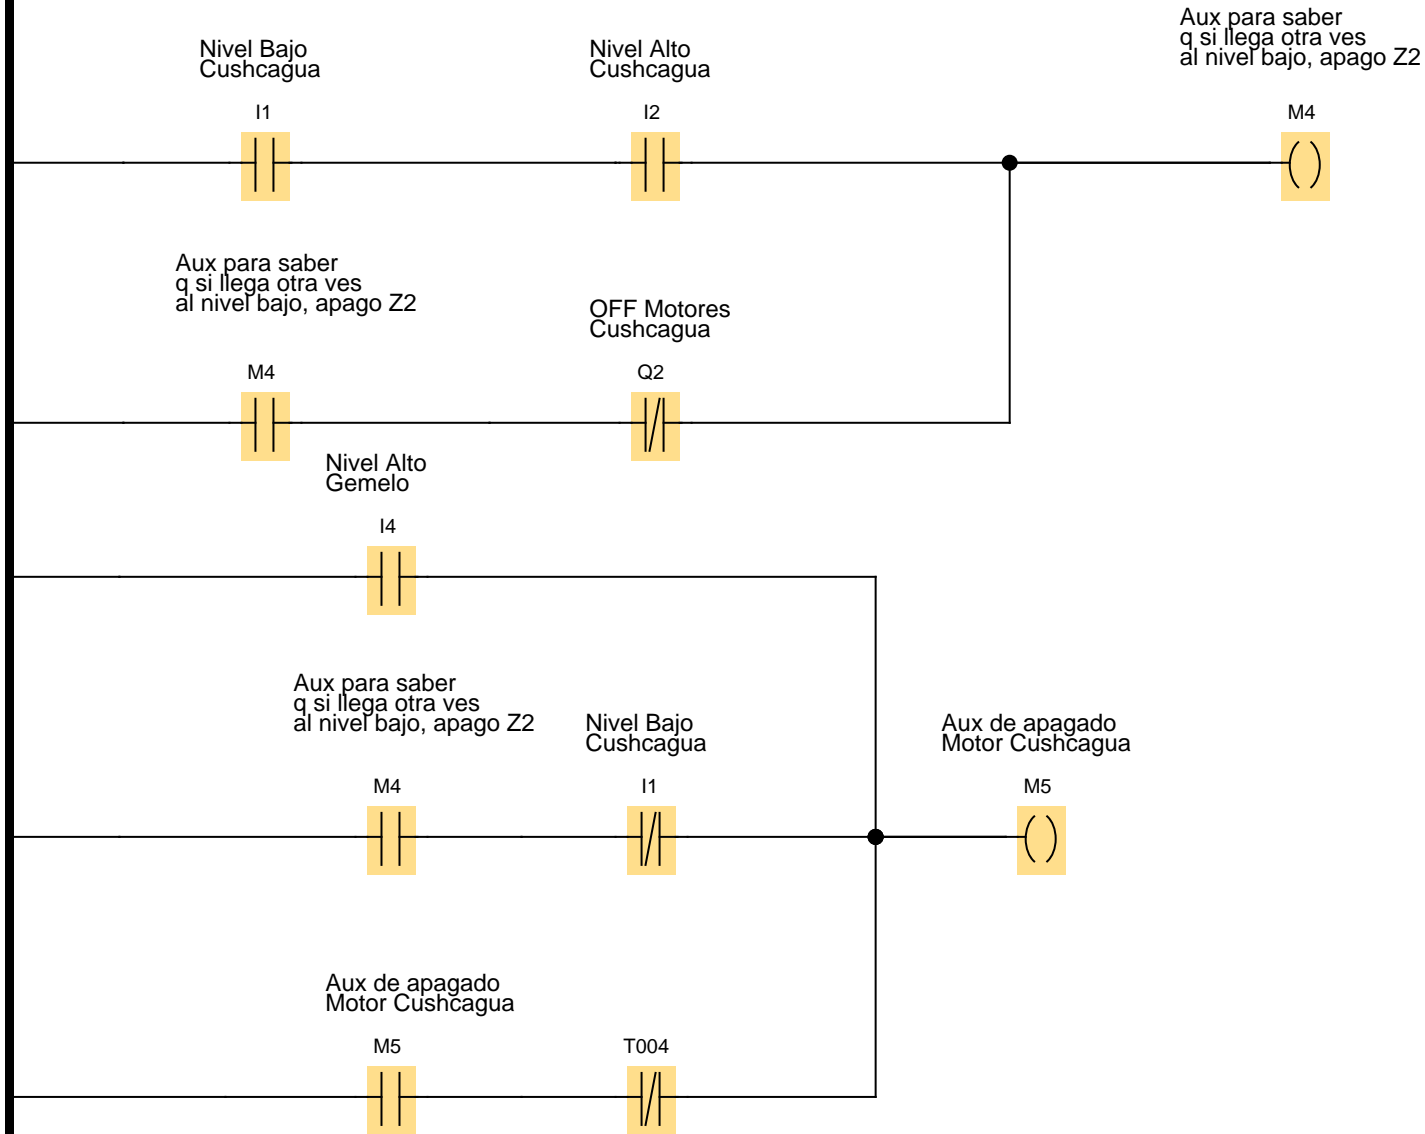 Aux para saber
q si llega otra ves
al nivel bajo, apago Z2
Nivel Bajo
Cushcagua
Nivel Alto
Cushcagua
I1
I2
M4
Aux para saber
q si llega otra ves
al nivel bajo, apago Z2
OFF Motores
Cushcagua
M4
Q2
Nivel Alto
Gemelo
I4
Aux para saber
q si llega otra ves
al nivel bajo, apago Z2
Nivel Bajo
Cushcagua
Aux de apagado
Motor Cushcagua
M4
I1
M5
Aux de apagado
Motor Cushcagua
M5
T004